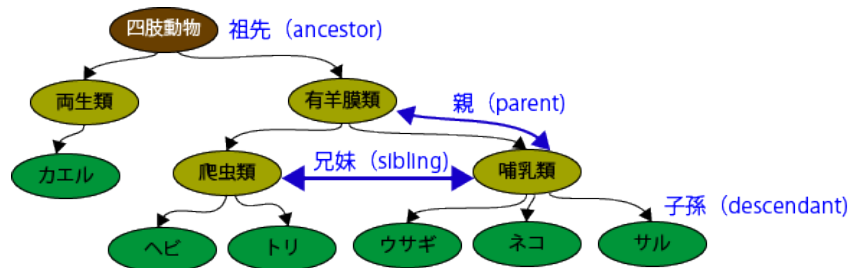 四肢動物
祖先（ancestor)
両生類
有羊膜類
親（parent)
カエル
爬虫類
兄妹（sibling)
哺乳類
子孫（descendant)
ヘビ
トリ
ウサギ
ネコ
サル